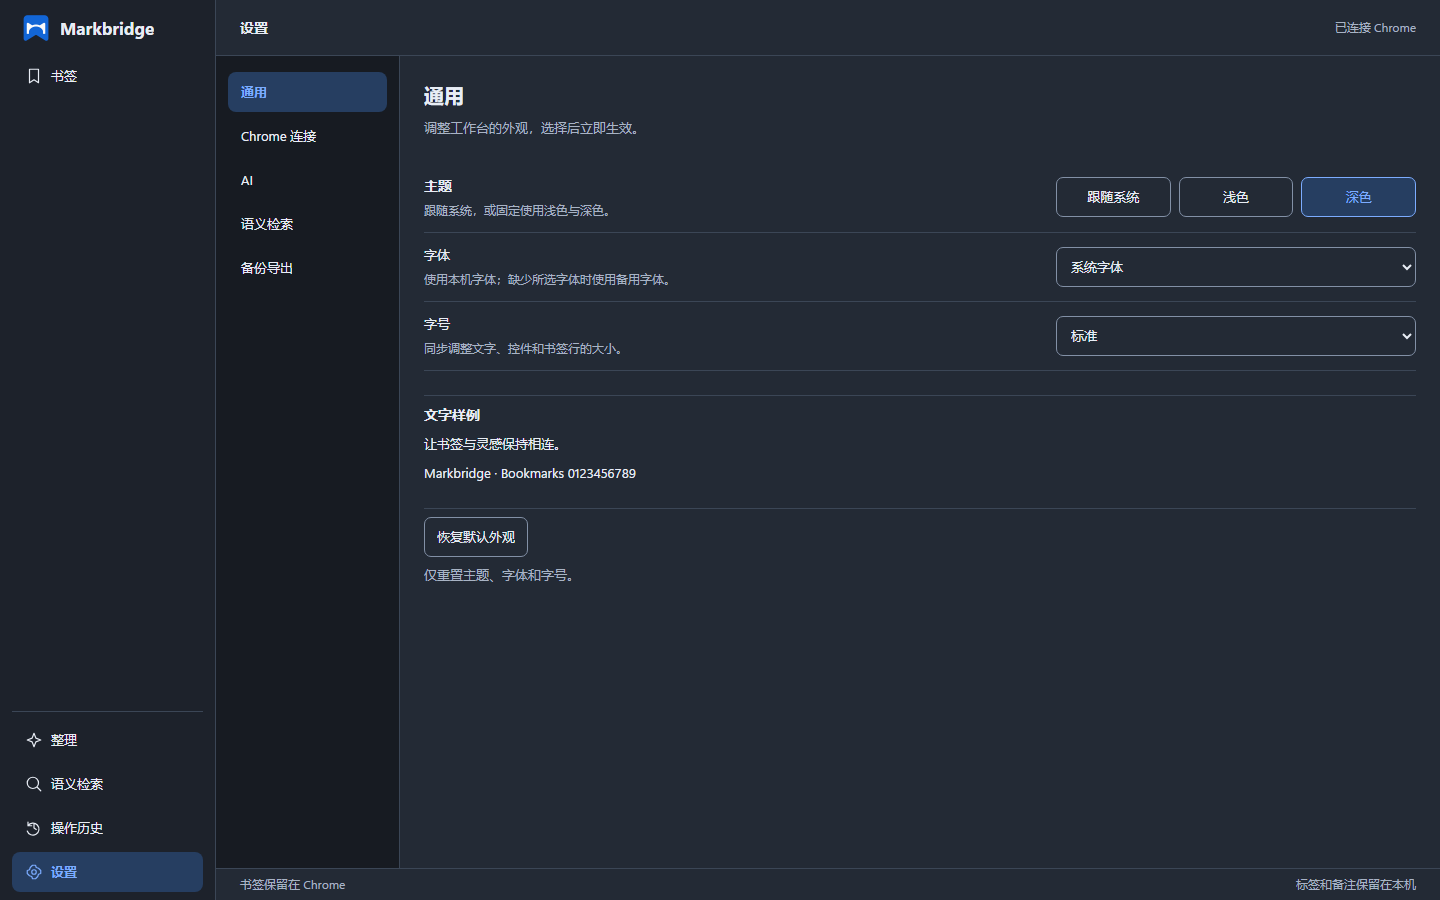 Markbridge
书签
整理
语义检索
操作历史
设置
设置
已连接 Chrome
通用
Chrome 连接
AI
语义检索
备份导出
通用
调整工作台的外观，选择后立即生效。
主题
跟随系统，或固定使用浅色与深色。
跟随系统
浅色
深色
字体
使用本机字体；缺少所选字体时使用备用字体。
系统字体
字号
同步调整文字、控件和书签行的大小。
标准
文字样例
让书签与灵感保持相连。
Markbridge · Bookmarks 0123456789
恢复默认外观
仅重置主题、字体和字号。
书签保留在 Chrome
标签和备注保留在本机